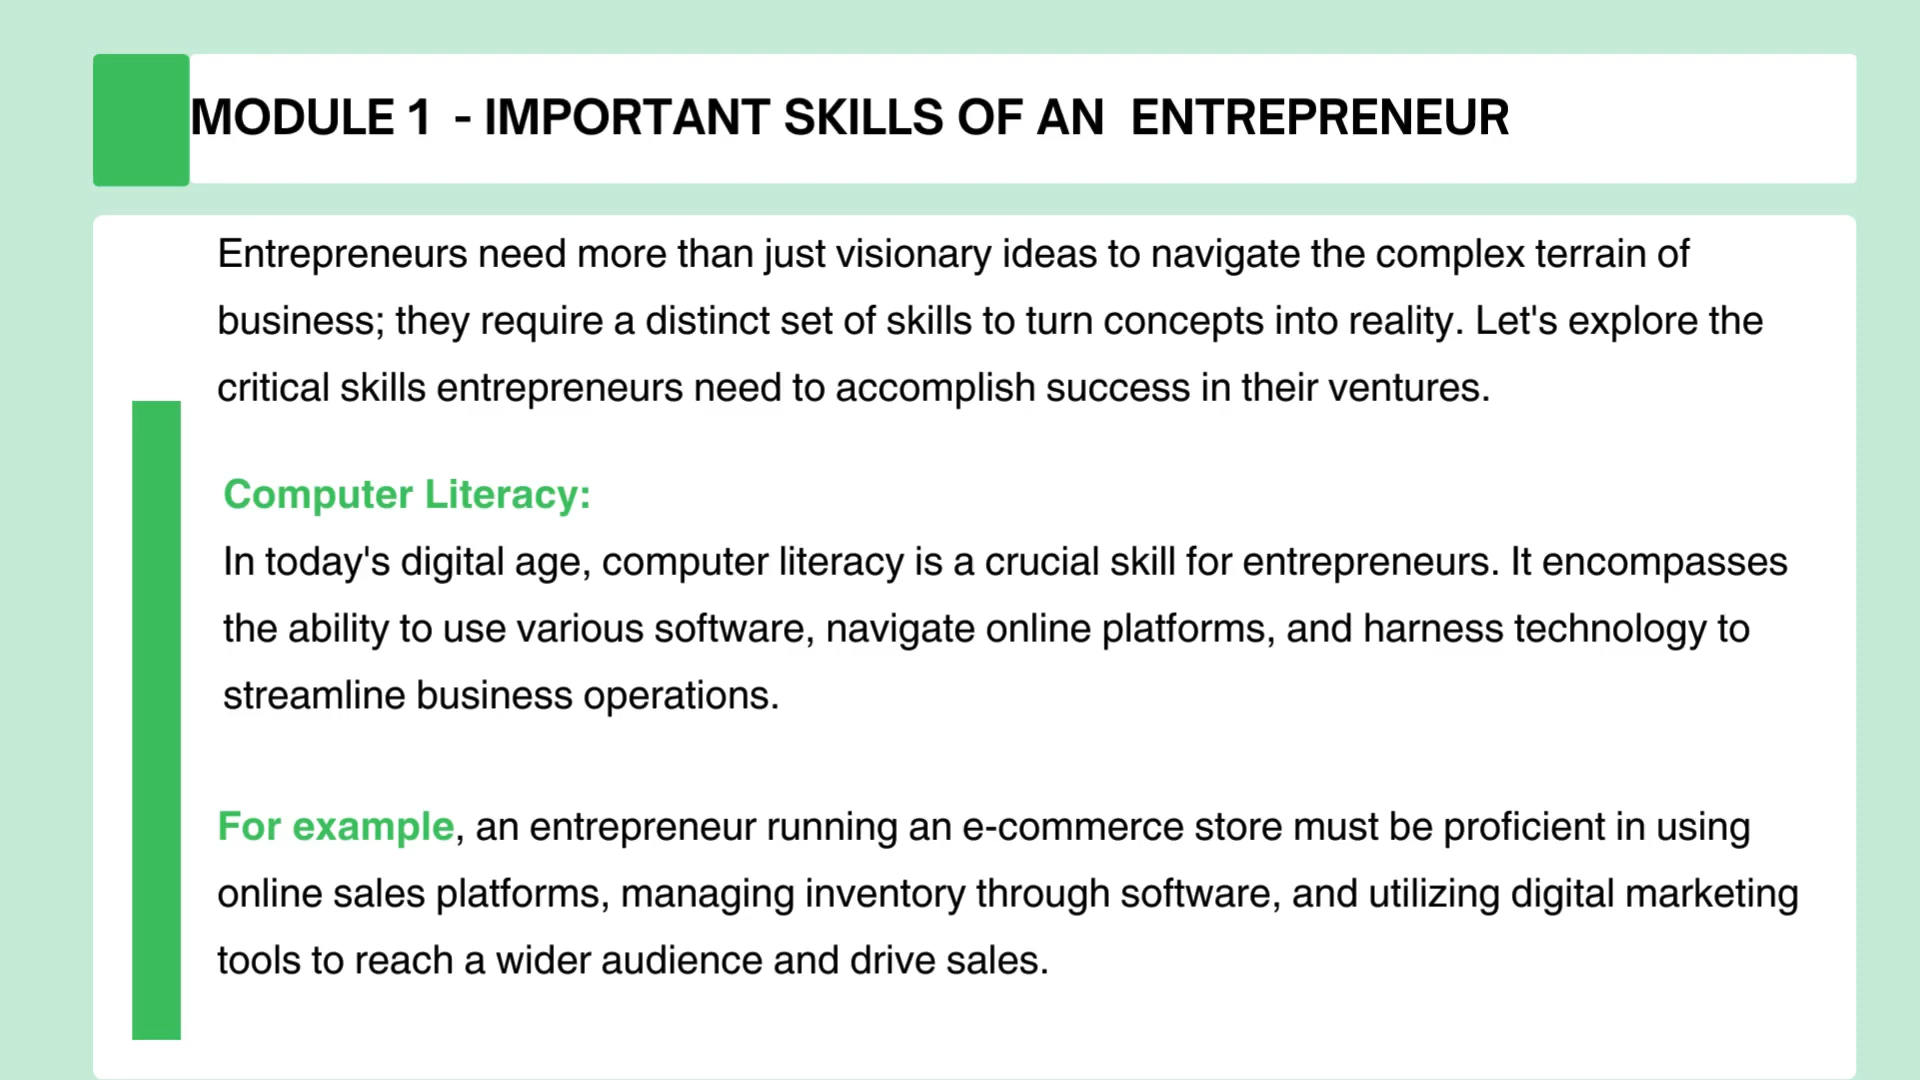 MODULE 1 - IMPORTANT SKILLS OF AN ENTREPRENEUR
Entrepreneurs need more than just visionary ideas to navigate the complex terrain of
business; they require a distinct set of skills to turn concepts into reality. Let's explore the
critical skills entrepreneurs need to accomplish success in their ventures.
Computer Literacy:
In today's digital age, computer literacy is a crucial skill for entrepreneurs. It encompasses
the ability to use various software, navigate online platforms, and harness technology to
streamline business operations.
For example, an entrepreneur running an e-commerce store must be proficient in using
online sales platforms, managing inventory through software, and utilizing digital marketing
tools to reach a wider audience and drive sales.